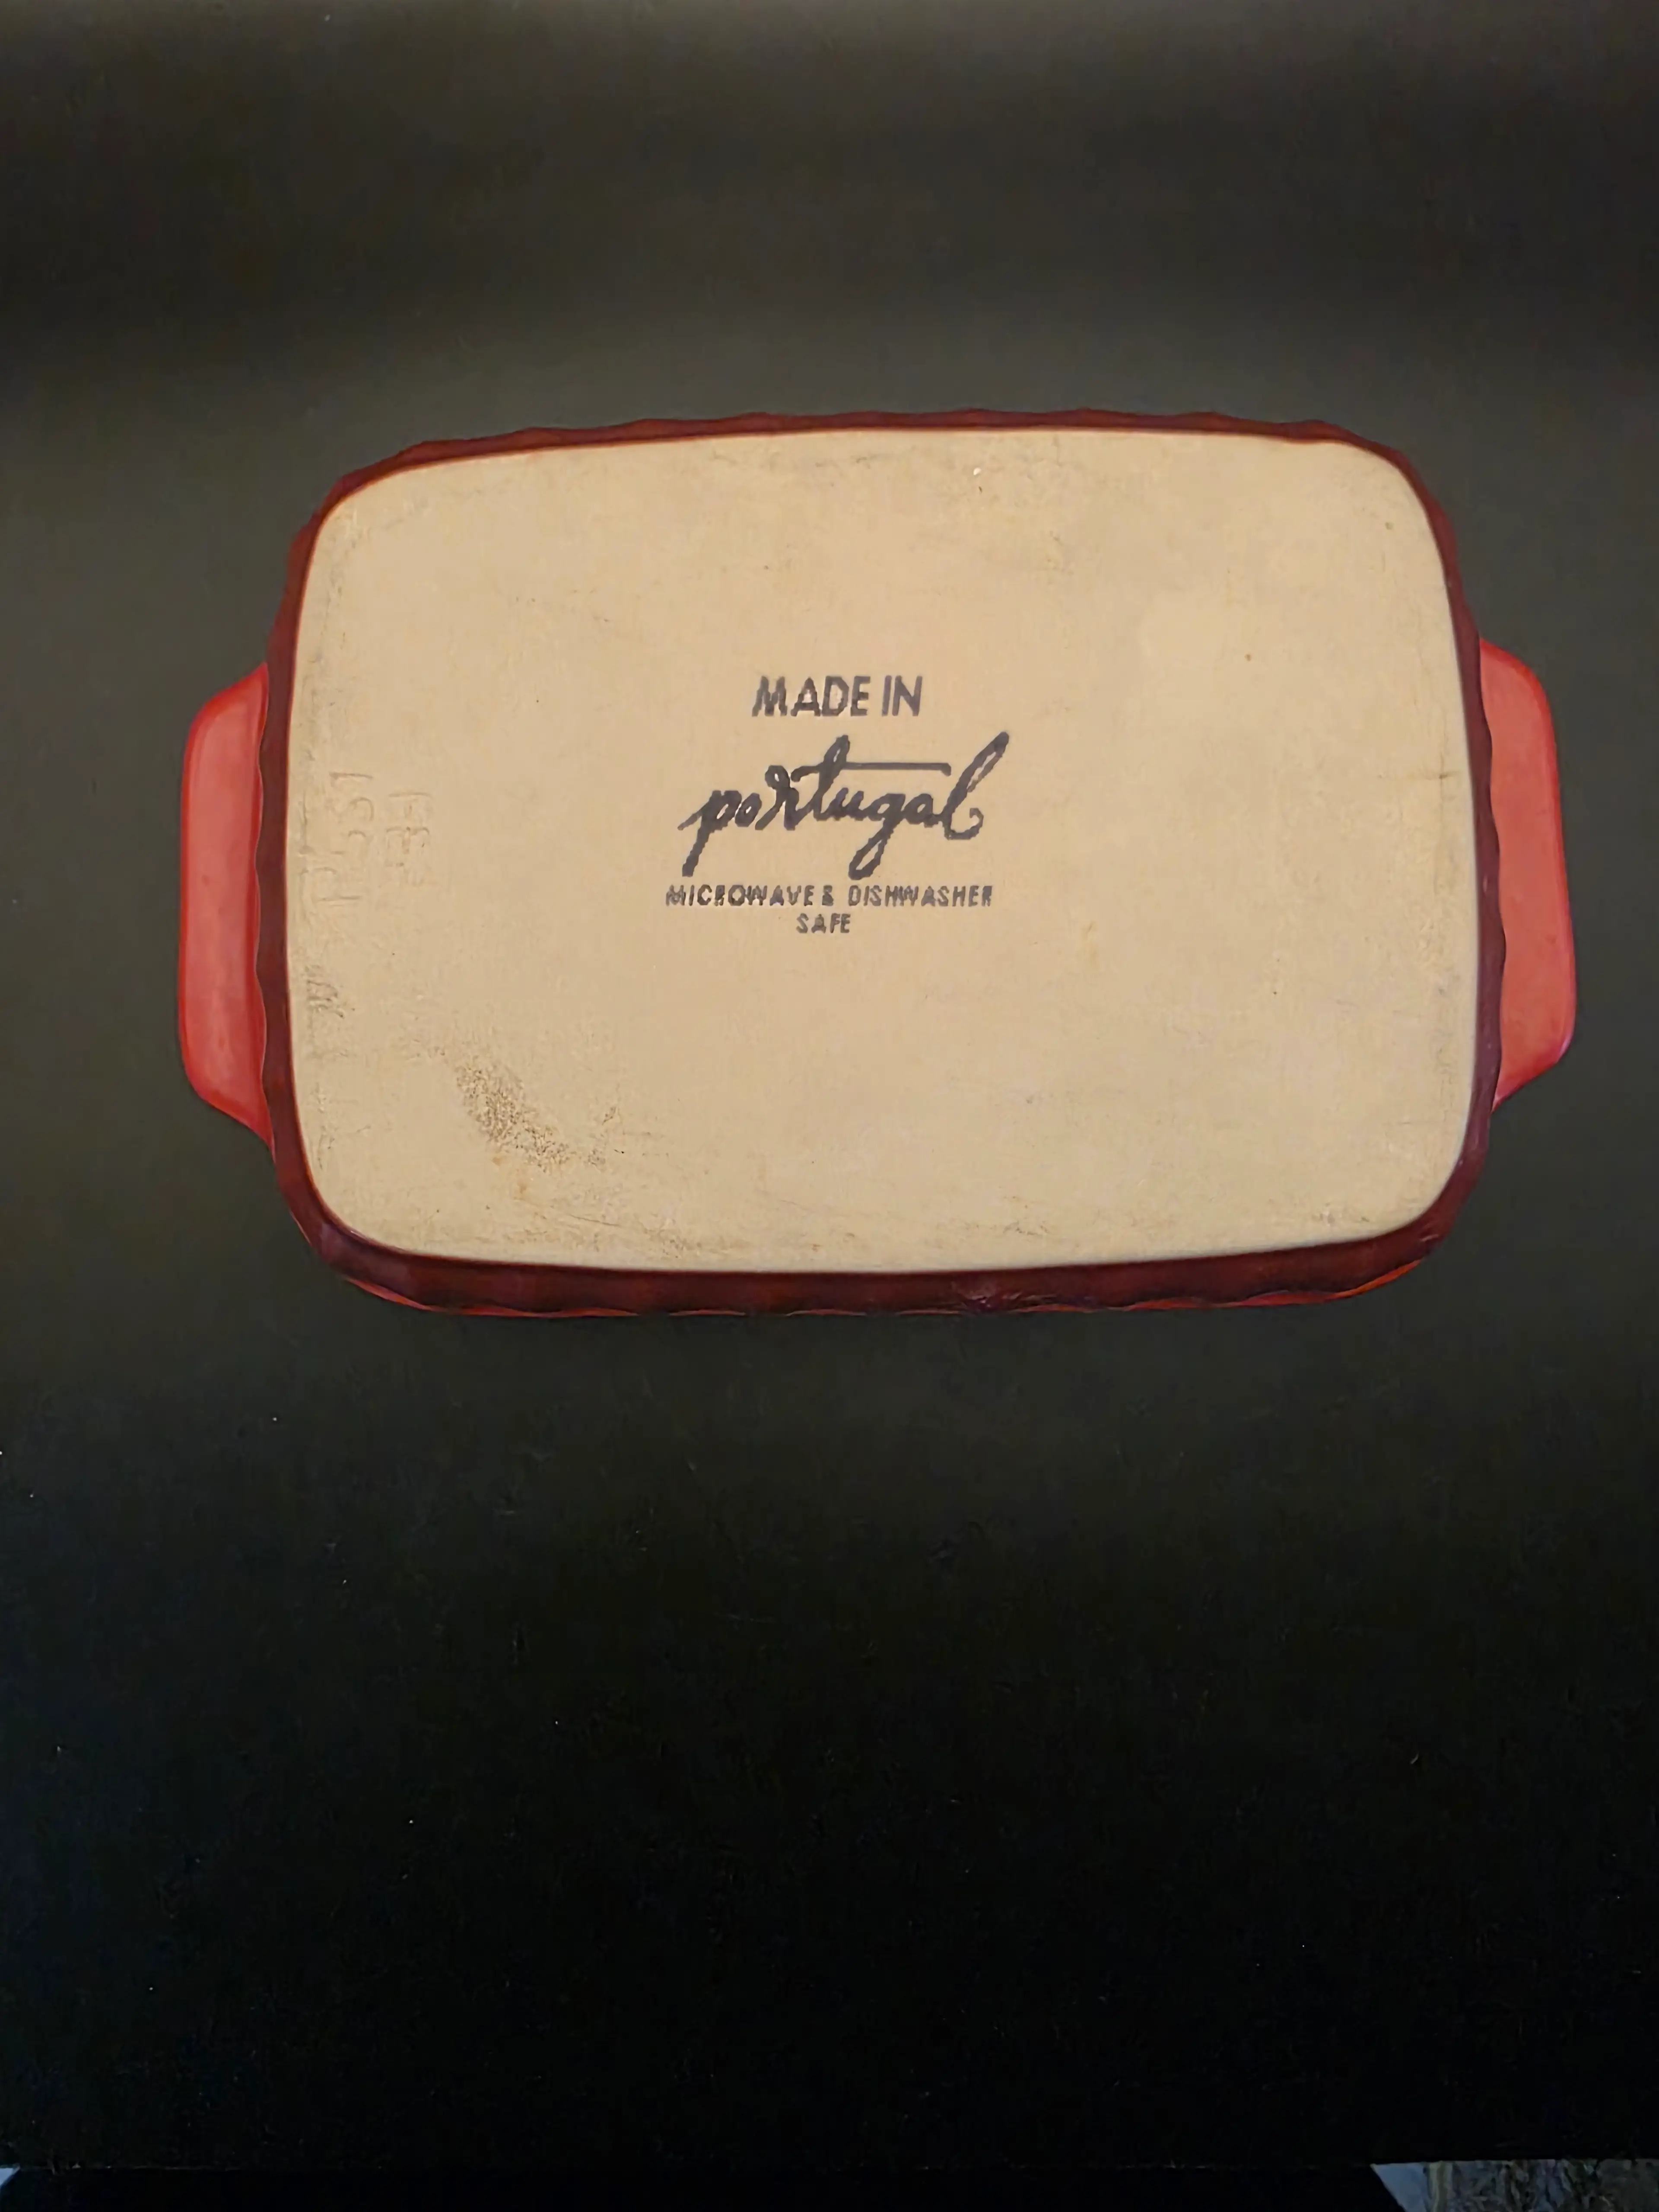 MADE IN
portugal
MICROWAVE & DISHWASHER
SAFE